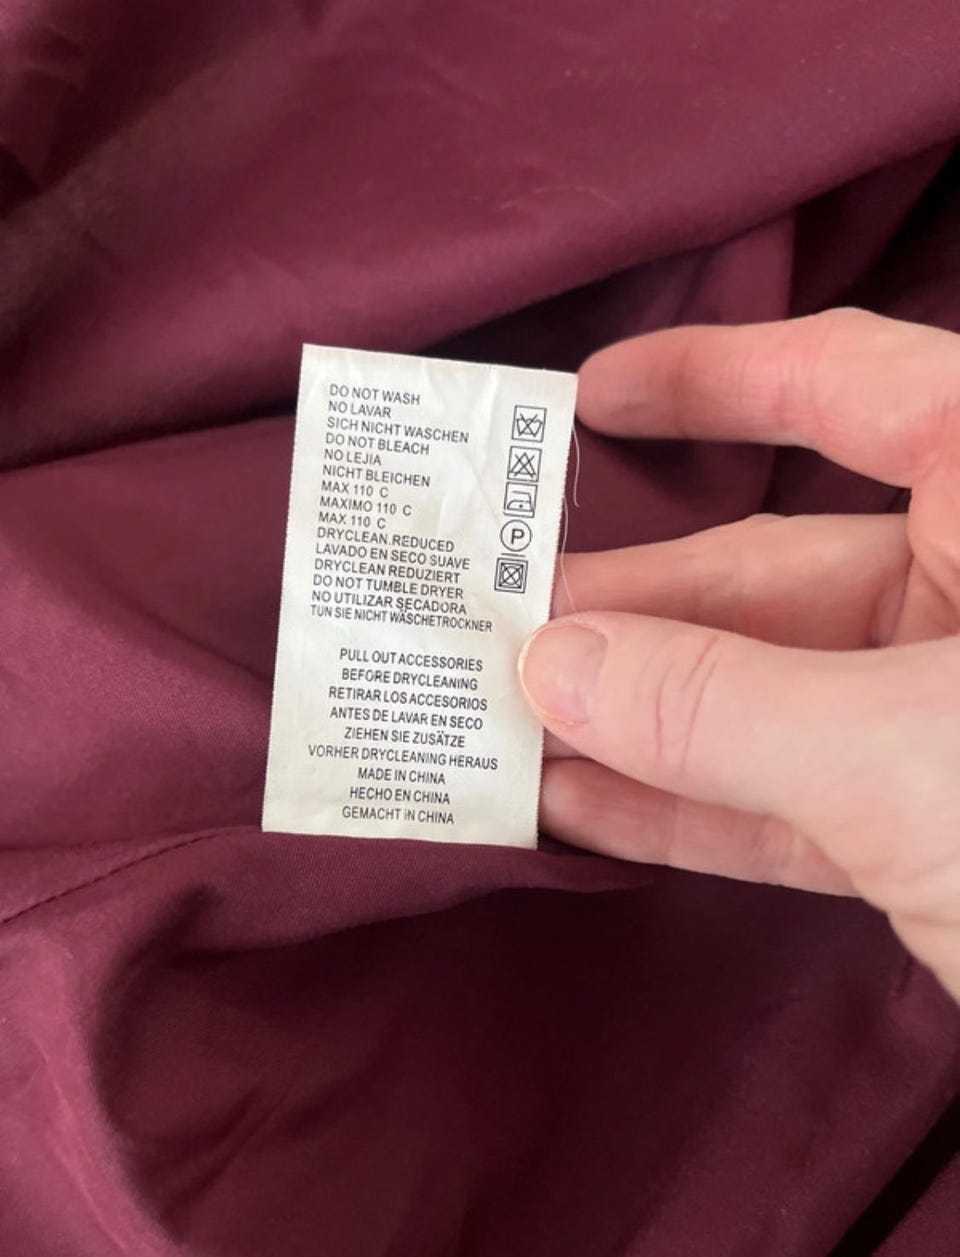 DO NOT WASH
NO LAVAR
SICH NICHT WASCHEN
DO NOT BLEACH
NO LEJIA
NICHT BLEICHEN
MAX 110 C
MAXIMO 110 C
MAX 110 C
DRYCLEAN.REDUCED
LAVADO EN SECO SUAVE
DRYCLEAN REDUZIERT
DO NOT TUMBLE DRYER
NO UTILIZAR SECADORA
TUN SIE NICHT WÄSCHETROCKNER
P
PULL OUT ACCESSORIES
BEFORE DRYCLEANING
RETIRAR LOS ACCESORIOS
ANTES DE LAVAR EN SECO
ZIEHEN SIE ZUSÄTZE
VORHER DRYCLEANING HERAUS
MADE IN CHINA
HECHO EN CHINA
GEMACHT IN CHINA